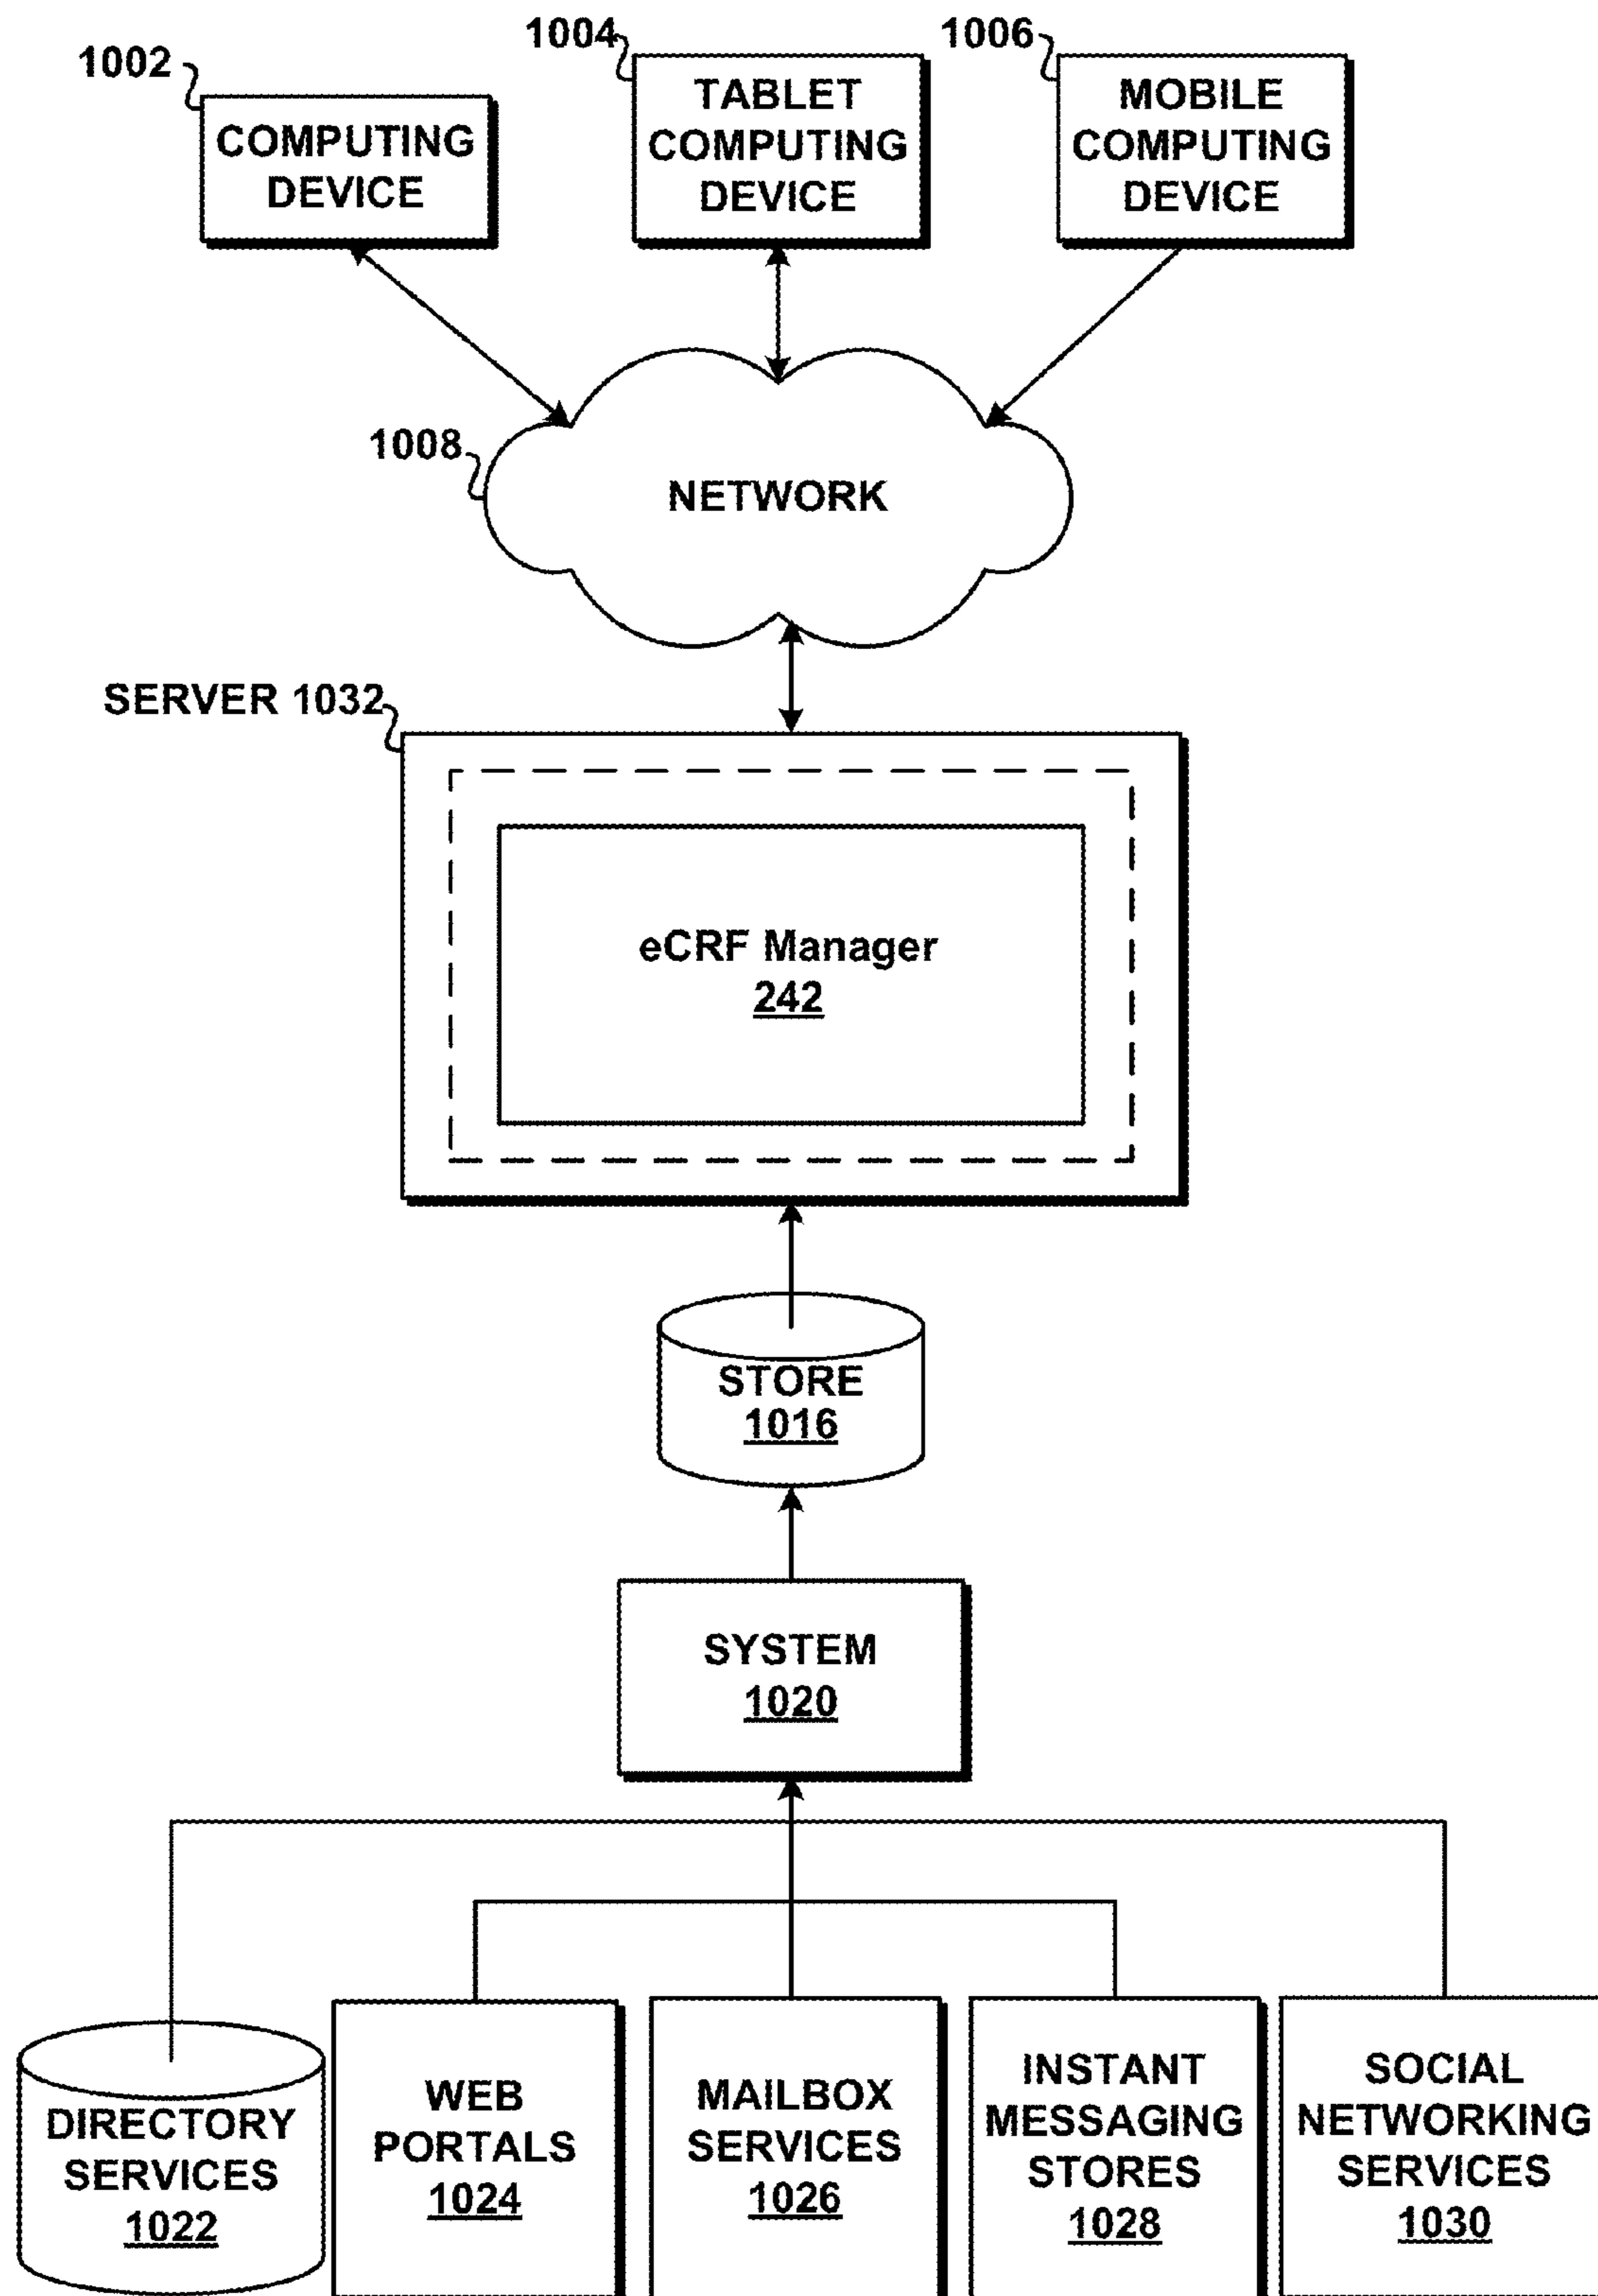 1002
COMPUTING
DEVICE
1004
TABLET
COMPUTING
DEVICE
1006
MOBILE
COMPUTING
DEVICE
1008
NETWORK
SERVER 1032
eCRF Manager
242
STORE
1016
SYSTEM
1020
DIRECTORY
SERVICES
1022
WEB
PORTALS
1024
MAILBOX
SERVICES
1026
INSTANT
MESSAGING
STORES
1028
SOCIAL
NETWORKING
SERVICES
1030